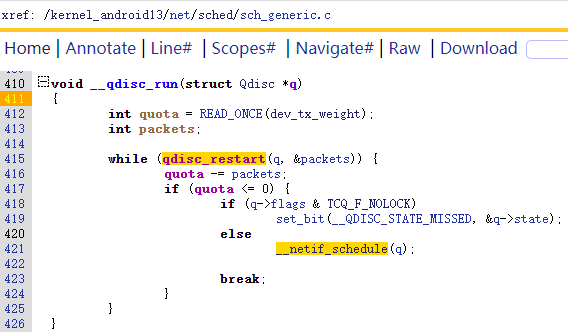 xref: /kernel_android13/net/sched/sch_generic.c
Home | Annotate | Line# | Scopes# | Navigate# | Raw | Download
410 void __qdisc_run(struct Qdisc *q)
411 {
412 int quota = READ_ONCE(dev_tx_weight);
413 int packets;
414
415 while (qdisc_restart(q, &packets)) {
416 quota -= packets;
417 if (quota <= 0) {
418 if (q->flags & TCQ_F_NOLOCK)
419 set_bit(__QDISC_STATE_MISSED, &q->state);
420 else
421 __netif_schedule(q);
422
423 break;
424 }
425 }
426 }